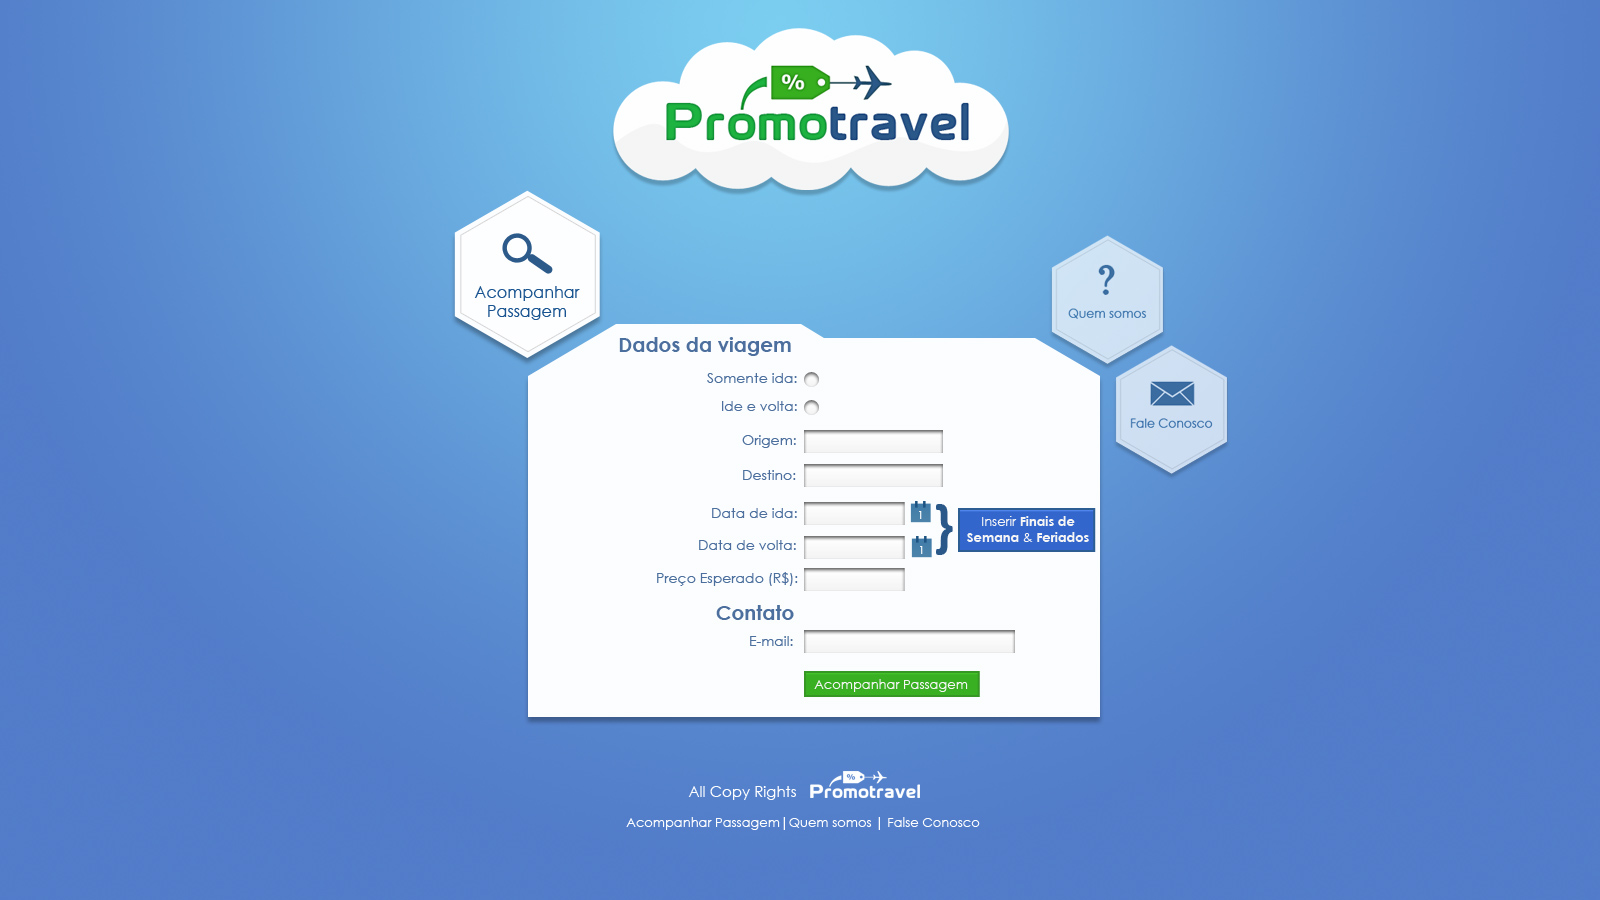 %
Promotravel
Acompanhar
Passagem
?
Quem somos
Fale Conosco
Dados da viagem
Somente ida:
Ide e volta:
Origem:
Destino:
Data de ida:
1
Data de volta:
1
}
Inserir Finais de
Semana & Feriados
Preço Esperado (R$):
Contato
E-mail:
Acompanhar Passagem
All Copy Rights % Promotravel
Acompanhar Passagem|Quem somos | False Conosco